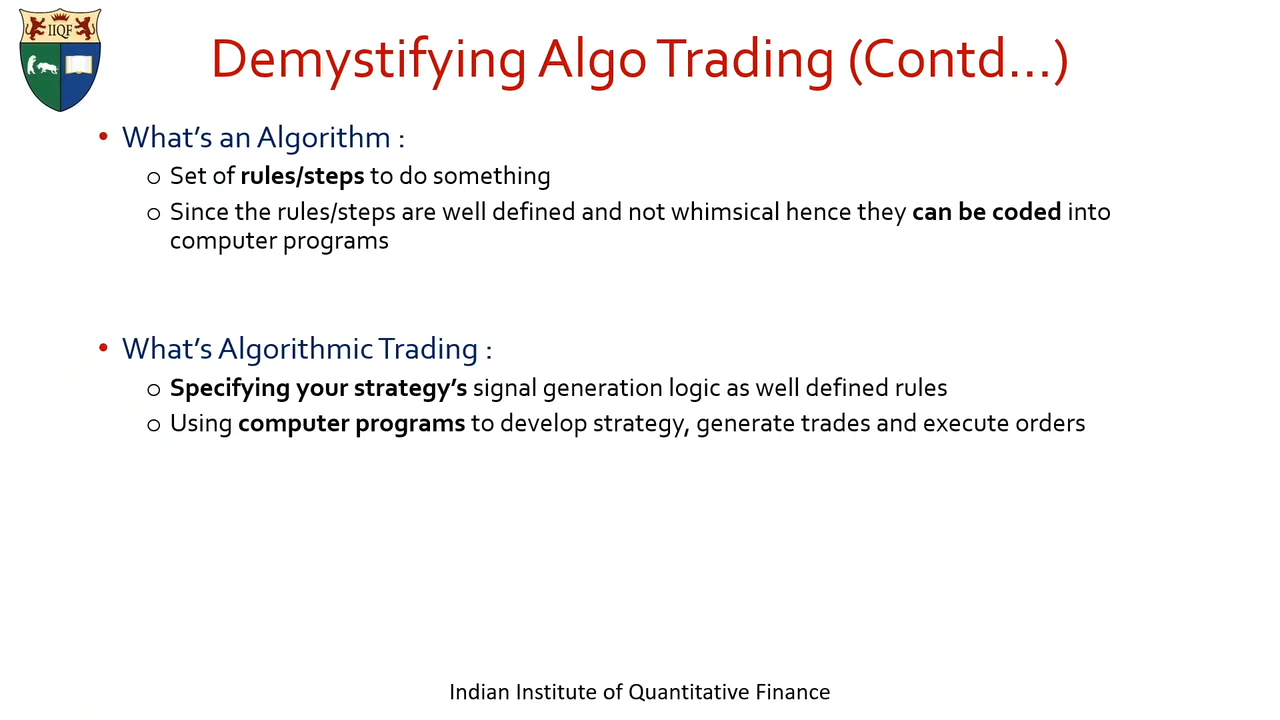 IIQF
Demystifying Algo Trading (Contd...)
• What's an Algorithm :
o Set of rules/steps to do something
o Since the rules/steps are well defined and not whimsical hence they can be coded into
computer programs
• What's Algorithmic Trading :
o Specifying your strategy's signal generation logic as well defined rules
o Using computer programs to develop strategy, generate trades and execute orders
Indian Institute of Quantitative Finance